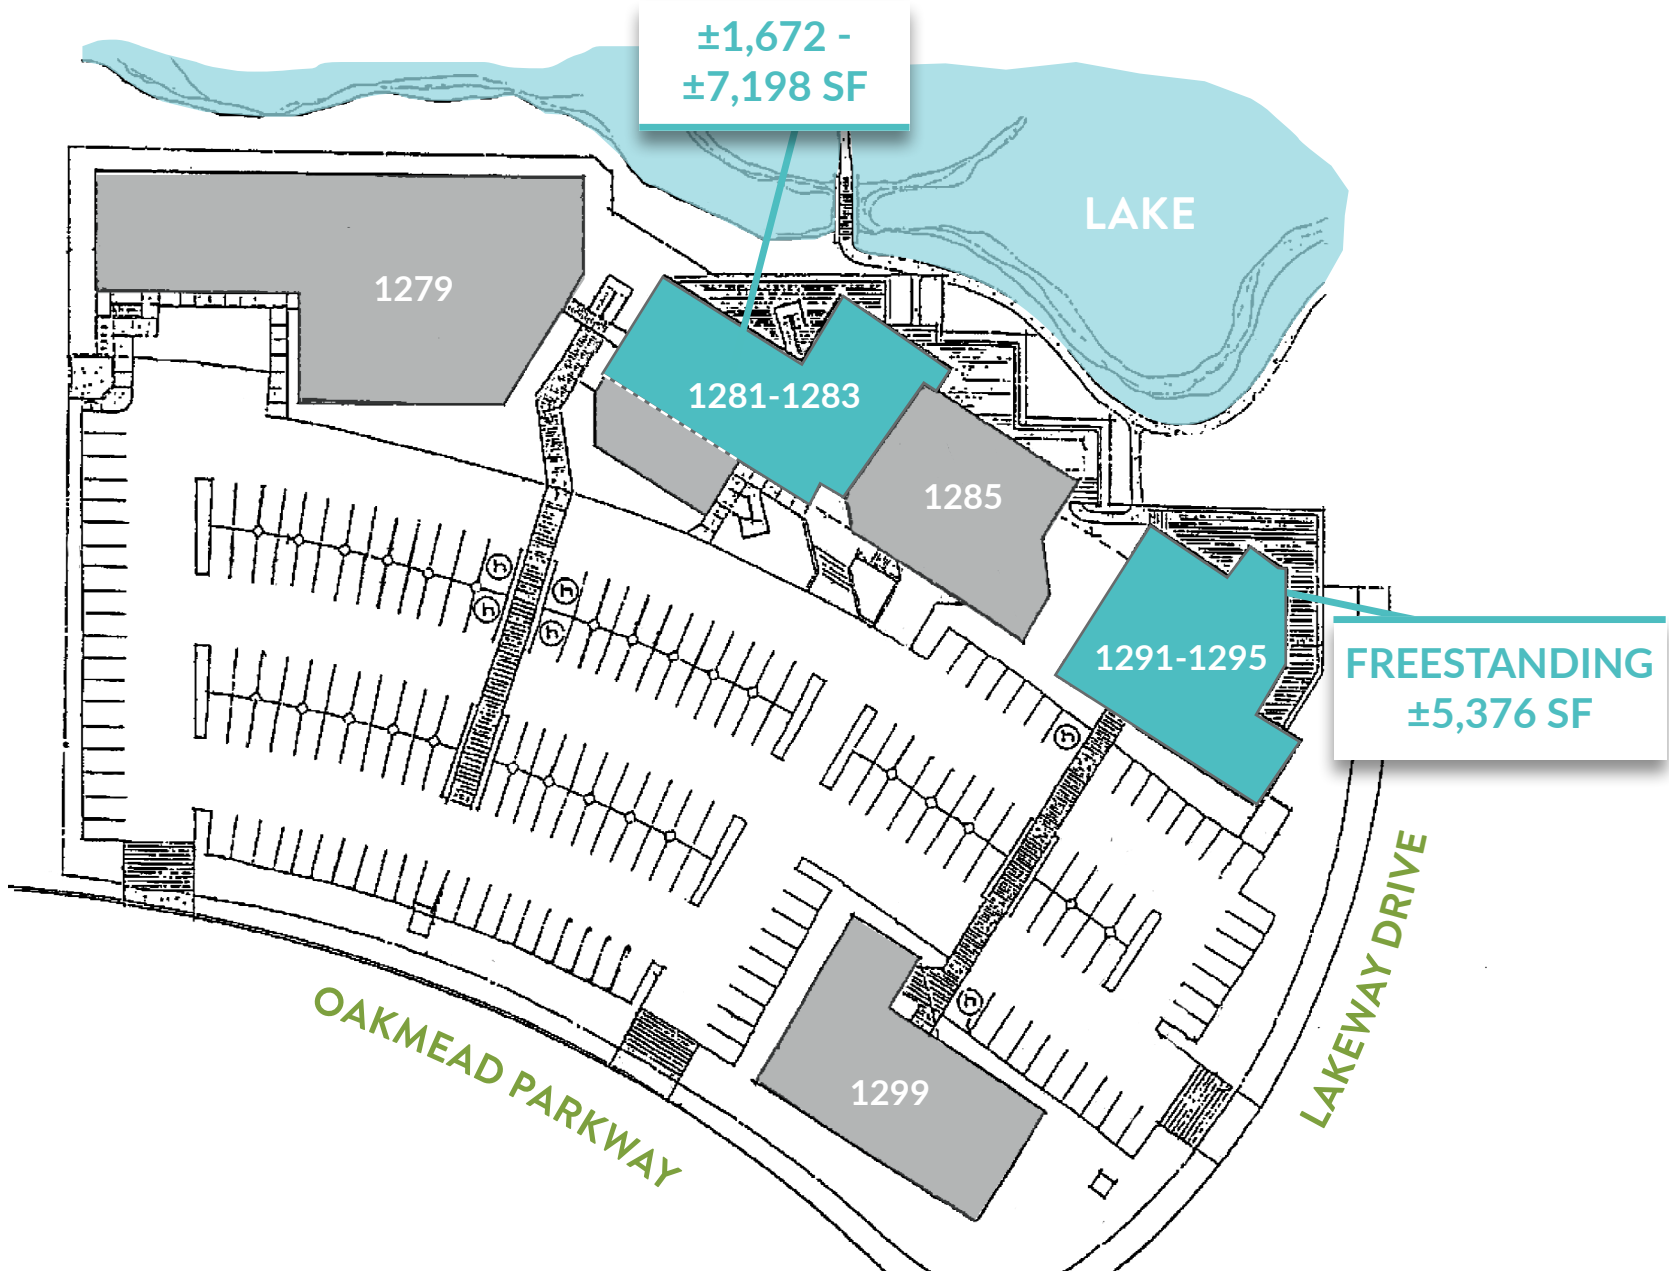 ±1,672 -
±7,198 SF
LAKE
1279
1281-1283
1285
1291-1295
FREESTANDING
±5,376 SF
1299
OAKMEAD PARKWAY
LAKEWAY DRIVE